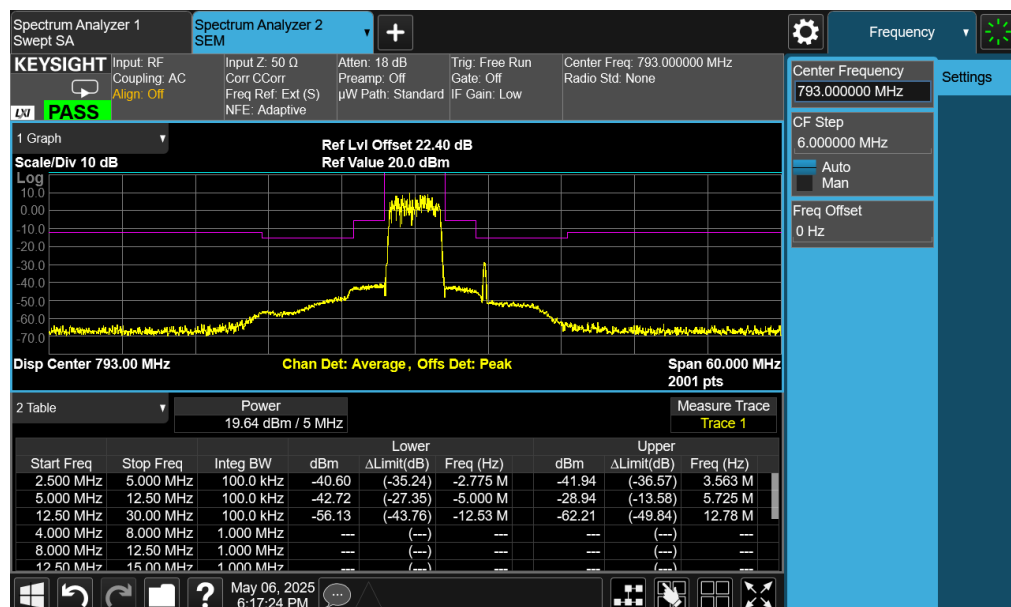 Spectrum Analyzer 1
Swept SA
Spectrum Analyzer 2
SEM
▼
+
Frequency
▼
KEYSIGHT
LXI
PASS
Input: RF
Coupling: AC
Align: Off
Input Z: 50 Ω
Corr CCorr
Freq Ref: Ext (S)
NFE: Adaptive
Atten: 18 dB
Preamp: Off
µW Path: Standard
Trig: Free Run
Gate: Off
IF Gain: Low
Center Freq: 793.000000 MHz
Radio Std: None
Center Frequency
793.000000 MHz
Settings
CF Step
6.000000 MHz
Auto
Man
Freq Offset
0 Hz
1 Graph ▼
Scale/Div 10 dB
Ref Lvl Offset 22.40 dB
Ref Value 20.0 dBm
Log
10.0
0.00
-10.0
-20.0
-30.0
-40.0
-50.0
-60.0
-70.0
Disp Center 793.00 MHz
Chan Det: Average, Offs Det: Peak
Span 60.000 MHz
2001 pts
2 Table ▼
Power
19.64 dBm / 5 MHz
Measure Trace
Trace 1
Lower Upper
Start Freq Stop Freq Integ BW dBm ΔLimit(dB) Freq (Hz) dBm ΔLimit(dB) Freq (Hz)
2.500 MHz 5.000 MHz 100.0 kHz -40.60 (-35.24) -2.775 M -41.94 (-36.57) 3.563 M
5.000 MHz 12.50 MHz 100.0 kHz -42.72 (-27.35) -5.000 M -28.94 (-13.58) 5.725 M
12.50 MHz 30.00 MHz 100.0 kHz -56.13 (-43.76) -12.53 M -62.21 (-49.84) 12.78 M
4.000 MHz 8.000 MHz 1.000 MHz --- (---) --- --- (---) ---
8.000 MHz 12.50 MHz 1.000 MHz --- (---) --- --- (---) ---
12.50 MHz 15.00 MHz 1.000 MHz --- (---) --- --- (---) ---
?
May 06, 2025
6:17:24 PM